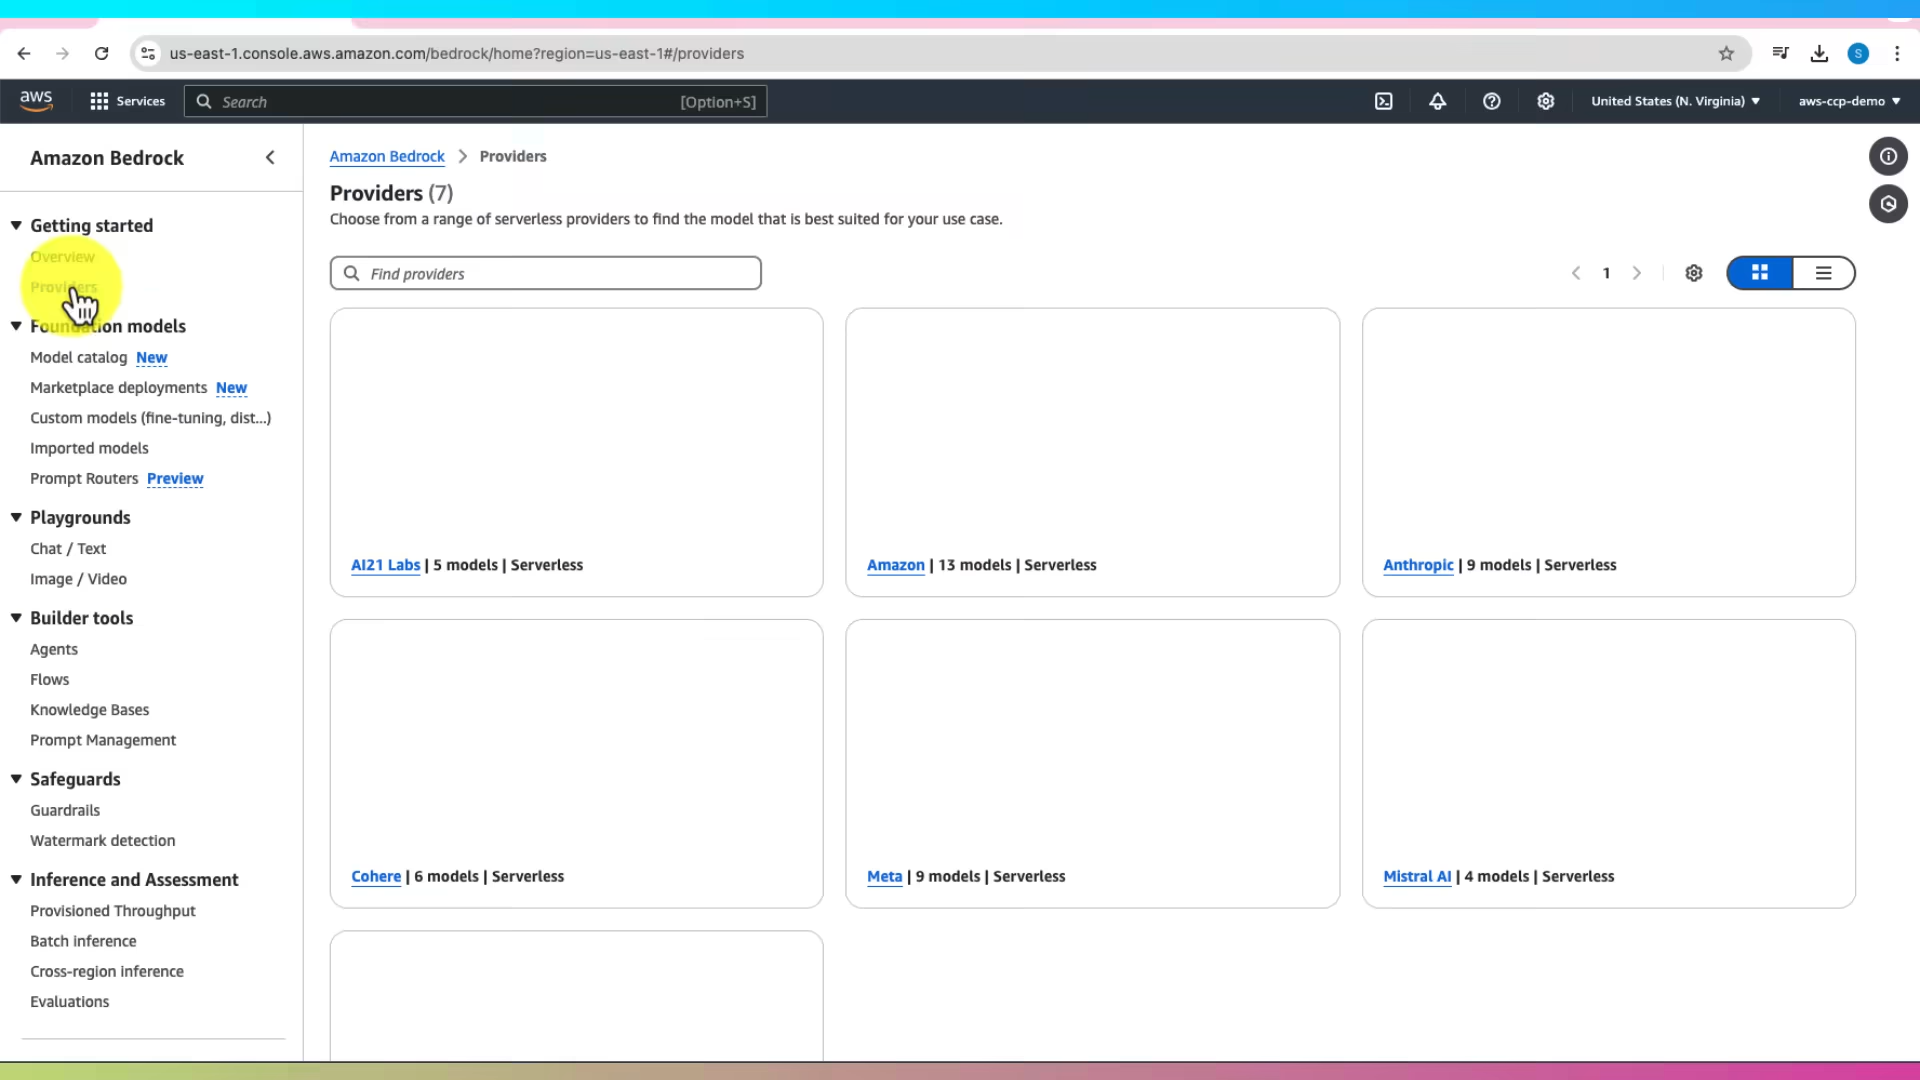 us-east-1.console.aws.amazon.com/bedrock/home?region=us-east-1#/providers
S
aws
Services
Search
[Option+S]
United States (N. Virginia)
aws-ccp-demo
Amazon Bedrock
Getting started
Overview
Providers
Foundation models
Model catalog New
Marketplace deployments New
Custom models (fine-tuning, dist...)
Imported models
Prompt Routers Preview
Playgrounds
Chat / Text
Image / Video
Builder tools
Agents
Flows
Knowledge Bases
Prompt Management
Safeguards
Guardrails
Watermark detection
Inference and Assessment
Provisioned Throughput
Batch inference
Cross-region inference
Evaluations
Amazon Bedrock > Providers
Providers (7)
Choose from a range of serverless providers to find the model that is best suited for your use case.
Find providers
1
AI21 Labs | 5 models | Serverless
Amazon | 13 models | Serverless
Anthropic | 9 models | Serverless
Cohere | 6 models | Serverless
Meta | 9 models | Serverless
Mistral AI | 4 models | Serverless